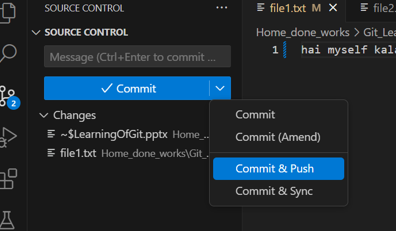 SOURCE CONTROL
...
file1.txt M
file2.
SOURCE CONTROL
Home_done_works > Git_Lea
Message (Ctrl+Enter to commit ...
1 hai myself kala
Commit
2
Changes
Commit
~$LearningOfGit.pptx Home_...
Commit (Amend)
file1.txt Home_done_works\Git_...
Commit & Push
Commit & Sync